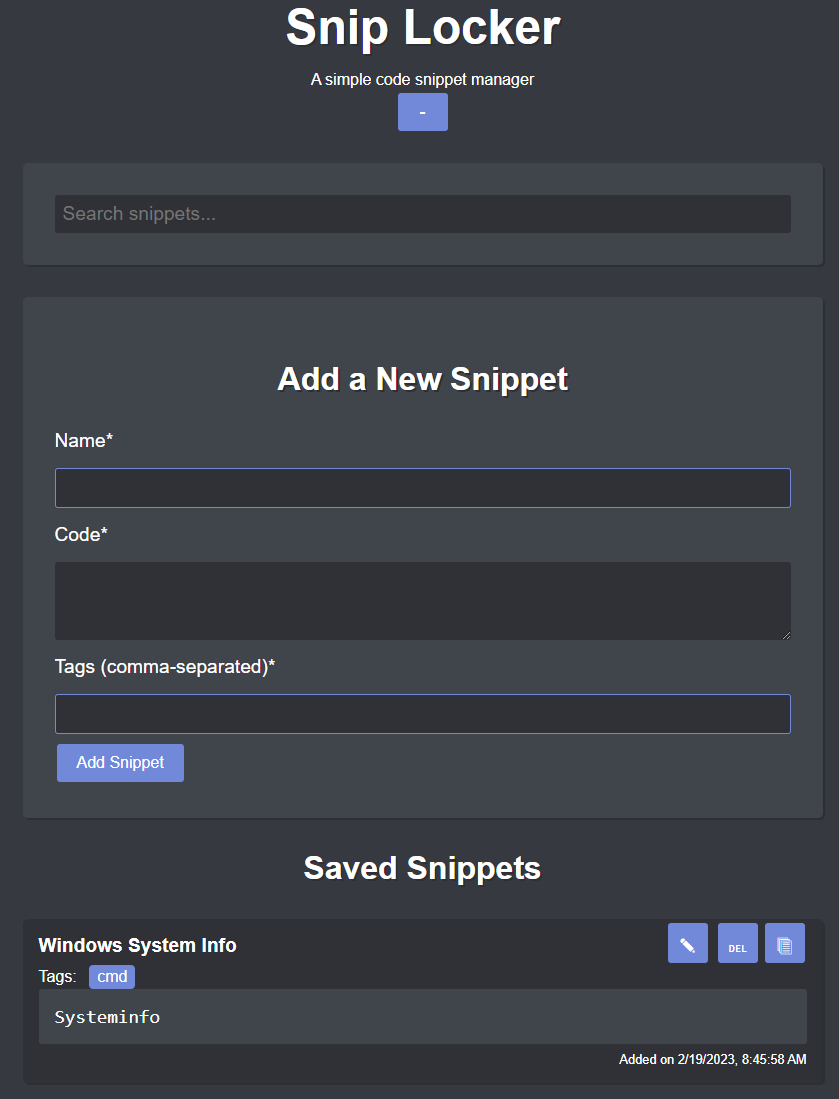 Snip Locker
A simple code snippet manager
-
Search snippets...
Add a New Snippet
Name*
Code*
Tags (comma-separated)*
Add Snippet
Saved Snippets
Windows System Info
DEL
Tags: cmd
Systeminfo
Added on 2/19/2023, 8:45:58 AM